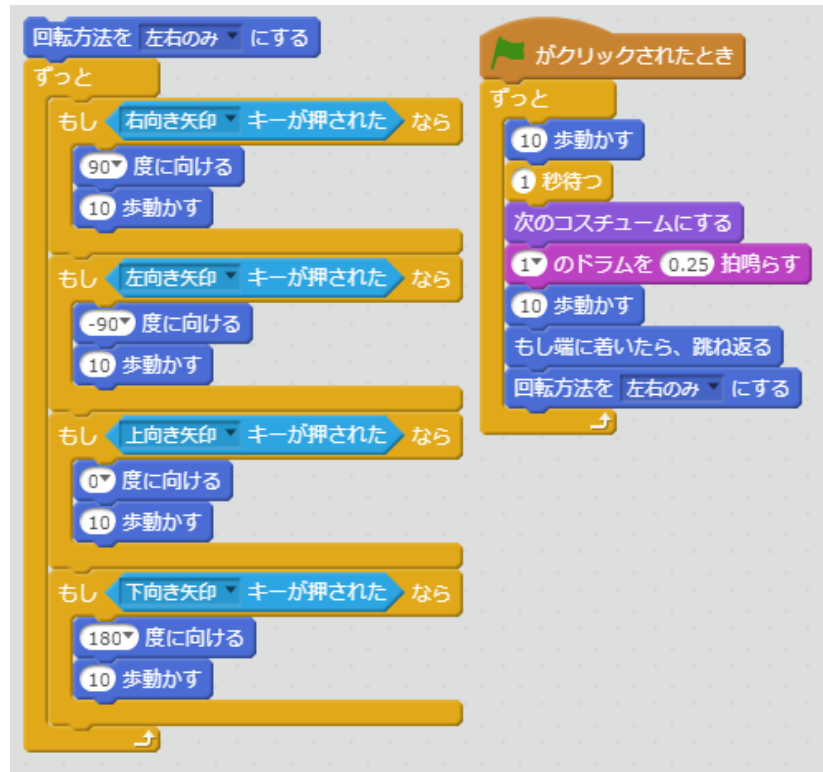 回転方法を 左右のみ にする
ずっと
もし 右向き矢印 キーが押された なら
90 度に向ける
10 歩動かす
もし 左向き矢印 キーが押された なら
-90 度に向ける
10 歩動かす
もし 上向き矢印 キーが押された なら
0 度に向ける
10 歩動かす
もし 下向き矢印 キーが押された なら
180 度に向ける
10 歩動かす
がクリックされたとき
ずっと
10 歩動かす
1 秒待つ
次のコスチュームにする
1 のドラムを 0.25 拍鳴らす
10 歩動かす
もし端に着いたら、跳ね返る
回転方法を 左右のみ にする